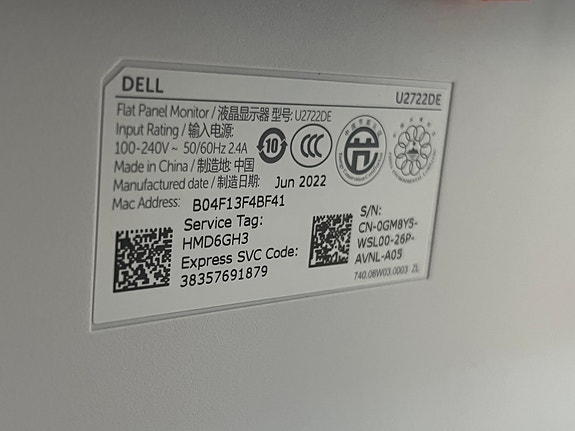 DELL
U2722DE
Flat Panel Monitor / 液晶显示器 型号: U2722DE
Input Rating / 输入电源:
100-240V ~ 50/60Hz 2.4A
Made in China / 制造地: 中国
Manufactured date / 制造日期: Jun 2022
Mac Address: B04F13F4BF41
10
CCC
Service Tag:
HMD6GH3
Express SVC Code:
38357691879
S/N:
CN-0GM8Y5-
WSL00-26P-
AVNL-A05
740.08W03.0003 ZL